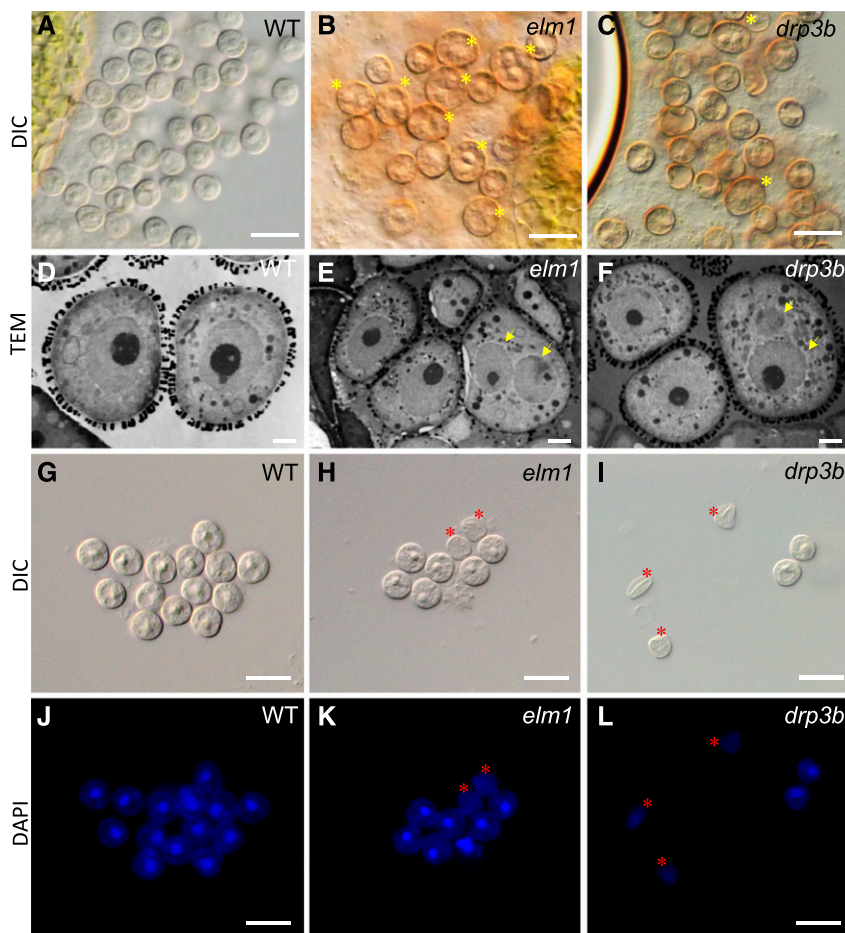 A WT B elm1 C drp3b
DIC
D WT E elm1 F drp3b
TEM
G WT H elm1 I drp3b
DIC
J WT K elm1 L drp3b
DAPI